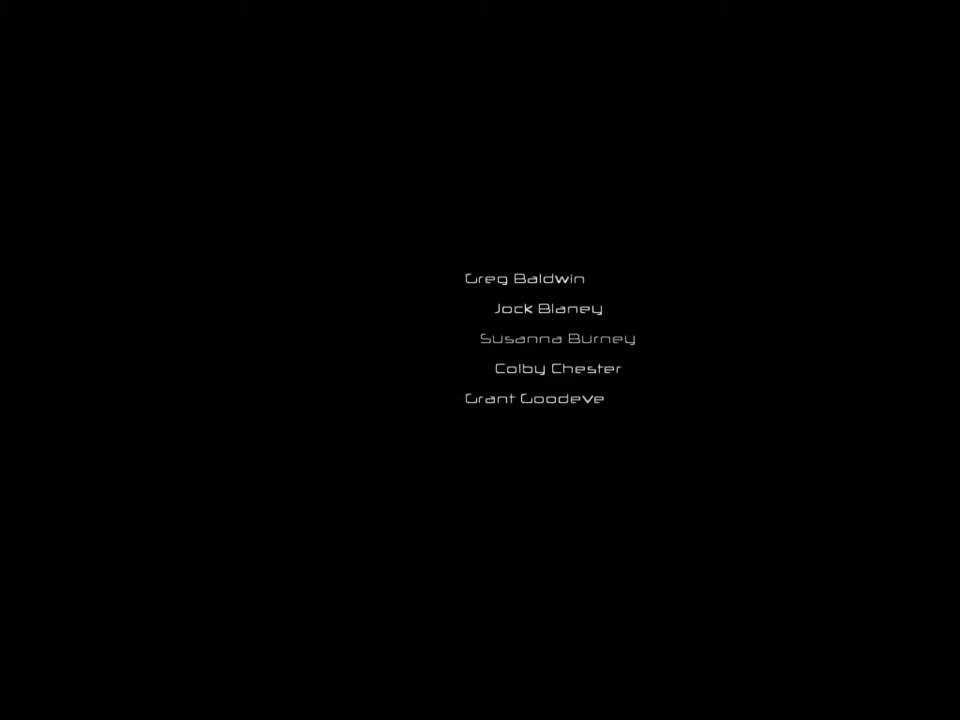 Greg Baldwin
Jock Blaney
Susanna Burney
Colby Chester
Grant Goodeve